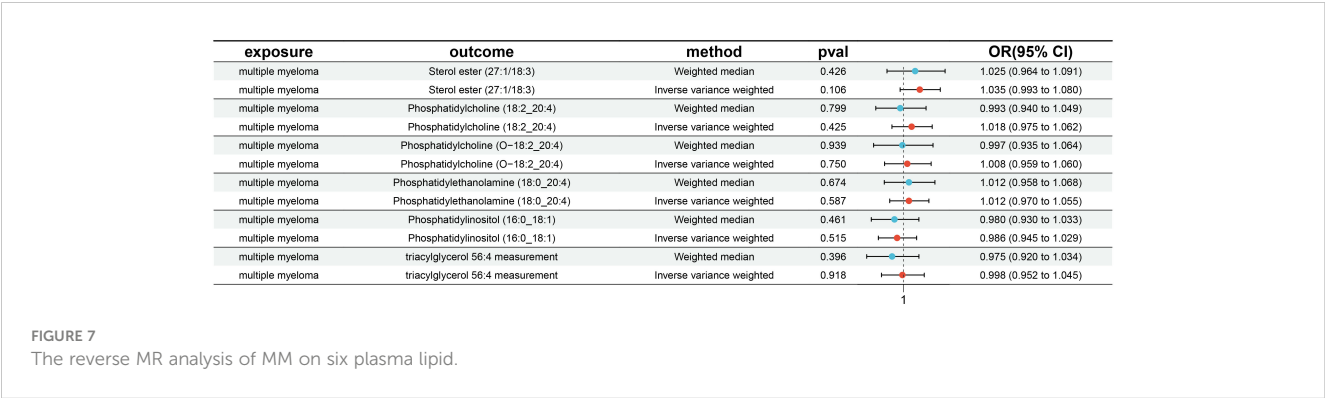 exposure outcome method pval OR(95% CI)
multiple myeloma Sterol ester (27:1/18:3) Weighted median 0.426 1.025 (0.964 to 1.091)
multiple myeloma Sterol ester (27:1/18:3) Inverse variance weighted 0.106 1.035 (0.993 to 1.080)
multiple myeloma Phosphatidylcholine (18:2_20:4) Weighted median 0.799 0.993 (0.940 to 1.049)
multiple myeloma Phosphatidylcholine (18:2_20:4) Inverse variance weighted 0.425 1.018 (0.975 to 1.062)
multiple myeloma Phosphatidylcholine (O−18:2_20:4) Weighted median 0.939 0.997 (0.935 to 1.064)
multiple myeloma Phosphatidylcholine (O−18:2_20:4) Inverse variance weighted 0.750 1.008 (0.959 to 1.060)
multiple myeloma Phosphatidylethanolamine (18:0_20:4) Weighted median 0.674 1.012 (0.958 to 1.068)
multiple myeloma Phosphatidylethanolamine (18:0_20:4) Inverse variance weighted 0.587 1.012 (0.970 to 1.055)
multiple myeloma Phosphatidylinositol (16:0_18:1) Weighted median 0.461 0.980 (0.930 to 1.033)
multiple myeloma Phosphatidylinositol (16:0_18:1) Inverse variance weighted 0.515 0.986 (0.945 to 1.029)
multiple myeloma triacylglycerol 56:4 measurement Weighted median 0.396 0.975 (0.920 to 1.034)
multiple myeloma triacylglycerol 56:4 measurement Inverse variance weighted 0.918 0.998 (0.952 to 1.045)
1
FIGURE 7
The reverse MR analysis of MM on six plasma lipid.